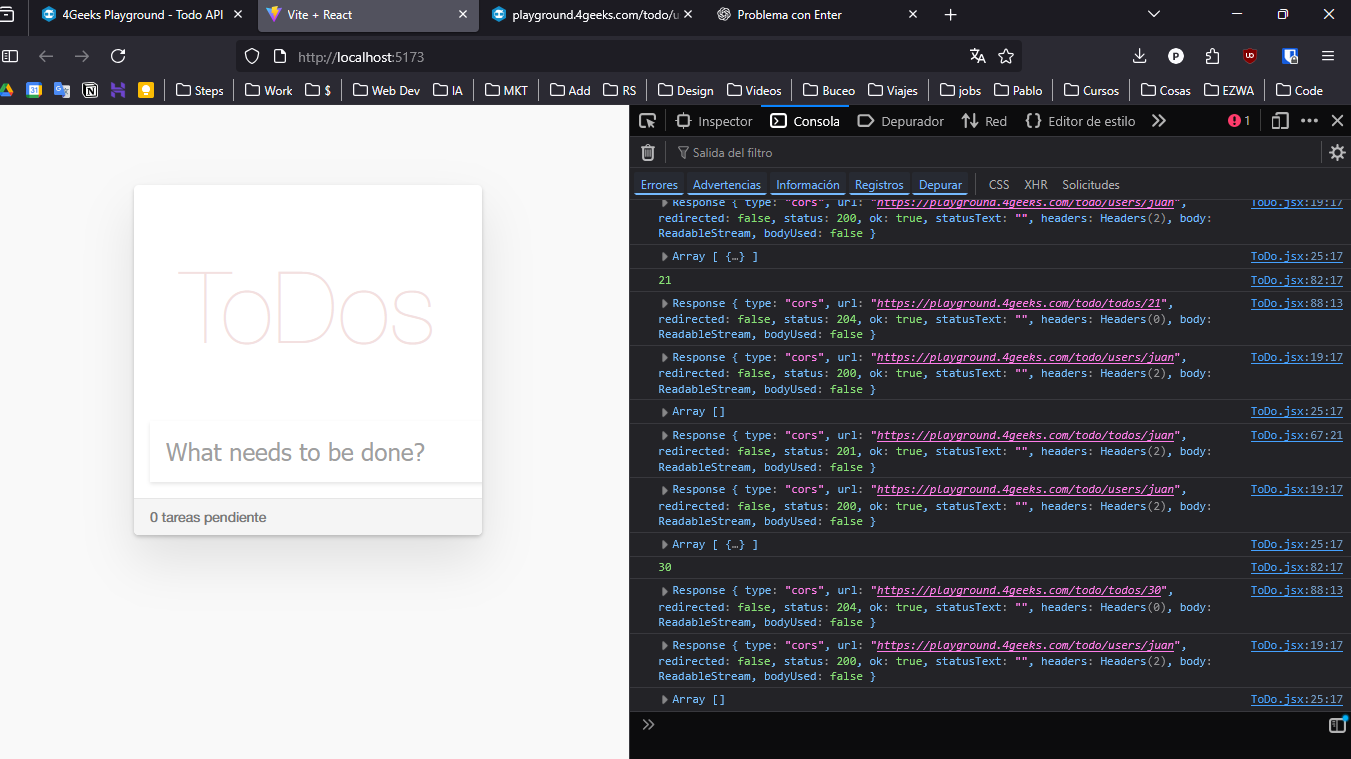 4Geeks Playground - Todo API
Vite + React
playground.4geeks.com/todo/u
Problema con Enter
http://localhost:5173
31
Steps
Work
$
Web Dev
IA
MKT
Add
RS
Design
Videos
Buceo
Viajes
jobs
Pablo
Cursos
Cosas
EZWA
Code
Inspector
Consola
Depurador
Red
Editor de estilo
1
Salida del filtro
Errores
Advertencias
Información
Registros
Depurar
CSS
XHR
Solicitudes
Response { type: "cors", url: "https://playground.4geeks.com/todo/users/juan", ToDo.jsx:19:17
redirected: false, status: 200, ok: true, statusText: "", headers: Headers(2), body:
ReadableStream, bodyUsed: false }
Array [ {…} ] ToDo.jsx:25:17
21 ToDo.jsx:82:17
Response { type: "cors", url: "https://playground.4geeks.com/todo/todos/21", ToDo.jsx:88:13
redirected: false, status: 204, ok: true, statusText: "", headers: Headers(0), body:
ReadableStream, bodyUsed: false }
Response { type: "cors", url: "https://playground.4geeks.com/todo/users/juan", ToDo.jsx:19:17
redirected: false, status: 200, ok: true, statusText: "", headers: Headers(2), body:
ReadableStream, bodyUsed: false }
Array [] ToDo.jsx:25:17
Response { type: "cors", url: "https://playground.4geeks.com/todo/todos/juan", ToDo.jsx:67:21
redirected: false, status: 201, ok: true, statusText: "", headers: Headers(2), body:
ReadableStream, bodyUsed: false }
Response { type: "cors", url: "https://playground.4geeks.com/todo/users/juan", ToDo.jsx:19:17
redirected: false, status: 200, ok: true, statusText: "", headers: Headers(2), body:
ReadableStream, bodyUsed: false }
Array [ {…} ] ToDo.jsx:25:17
30 ToDo.jsx:82:17
Response { type: "cors", url: "https://playground.4geeks.com/todo/todos/30", ToDo.jsx:88:13
redirected: false, status: 204, ok: true, statusText: "", headers: Headers(0), body:
ReadableStream, bodyUsed: false }
Response { type: "cors", url: "https://playground.4geeks.com/todo/users/juan", ToDo.jsx:19:17
redirected: false, status: 200, ok: true, statusText: "", headers: Headers(2), body:
ReadableStream, bodyUsed: false }
Array [] ToDo.jsx:25:17
ToDos
What needs to be done?
0 tareas pendiente